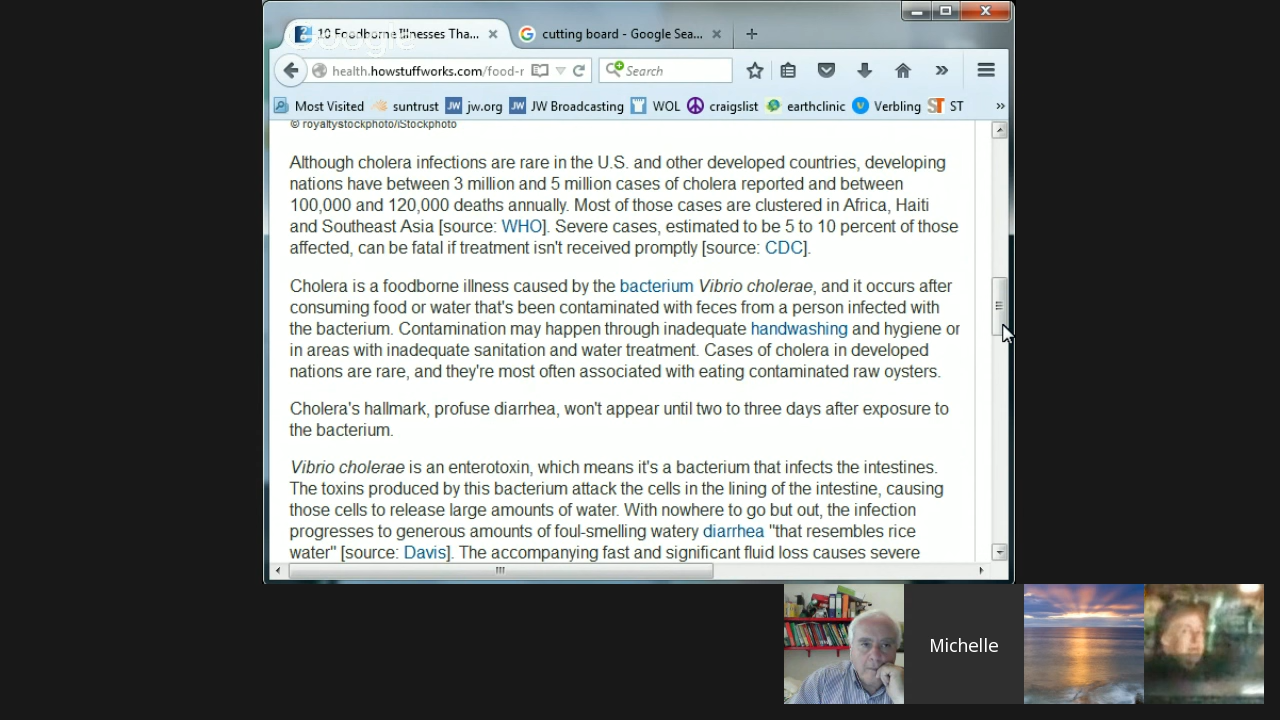 10 Foodborne Illnesses Tha...
cutting board - Google Sea...
health.howstuffworks.com/food-r
Search
Most Visited
suntrust
JW jw.org
JW JW Broadcasting
WOL
craigslist
earthclinic
V Verbling
ST ST
»
© royaltystockphoto/iStockphoto
Although cholera infections are rare in the U.S. and other developed countries, developing
nations have between 3 million and 5 million cases of cholera reported and between
100,000 and 120,000 deaths annually. Most of those cases are clustered in Africa, Haiti
and Southeast Asia [source: WHO]. Severe cases, estimated to be 5 to 10 percent of those
affected, can be fatal if treatment isn't received promptly [source: CDC].
Cholera is a foodborne illness caused by the bacterium Vibrio cholerae, and it occurs after
consuming food or water that's been contaminated with feces from a person infected with
the bacterium. Contamination may happen through inadequate handwashing and hygiene or
in areas with inadequate sanitation and water treatment. Cases of cholera in developed
nations are rare, and they're most often associated with eating contaminated raw oysters.
Cholera's hallmark, profuse diarrhea, won't appear until two to three days after exposure to
the bacterium.
Vibrio cholerae is an enterotoxin, which means it's a bacterium that infects the intestines.
The toxins produced by this bacterium attack the cells in the lining of the intestine, causing
those cells to release large amounts of water. With nowhere to go but out, the infection
progresses to generous amounts of foul-smelling watery diarrhea "that resembles rice
water" [source: Davis]. The accompanying fast and significant fluid loss causes severe
Michelle